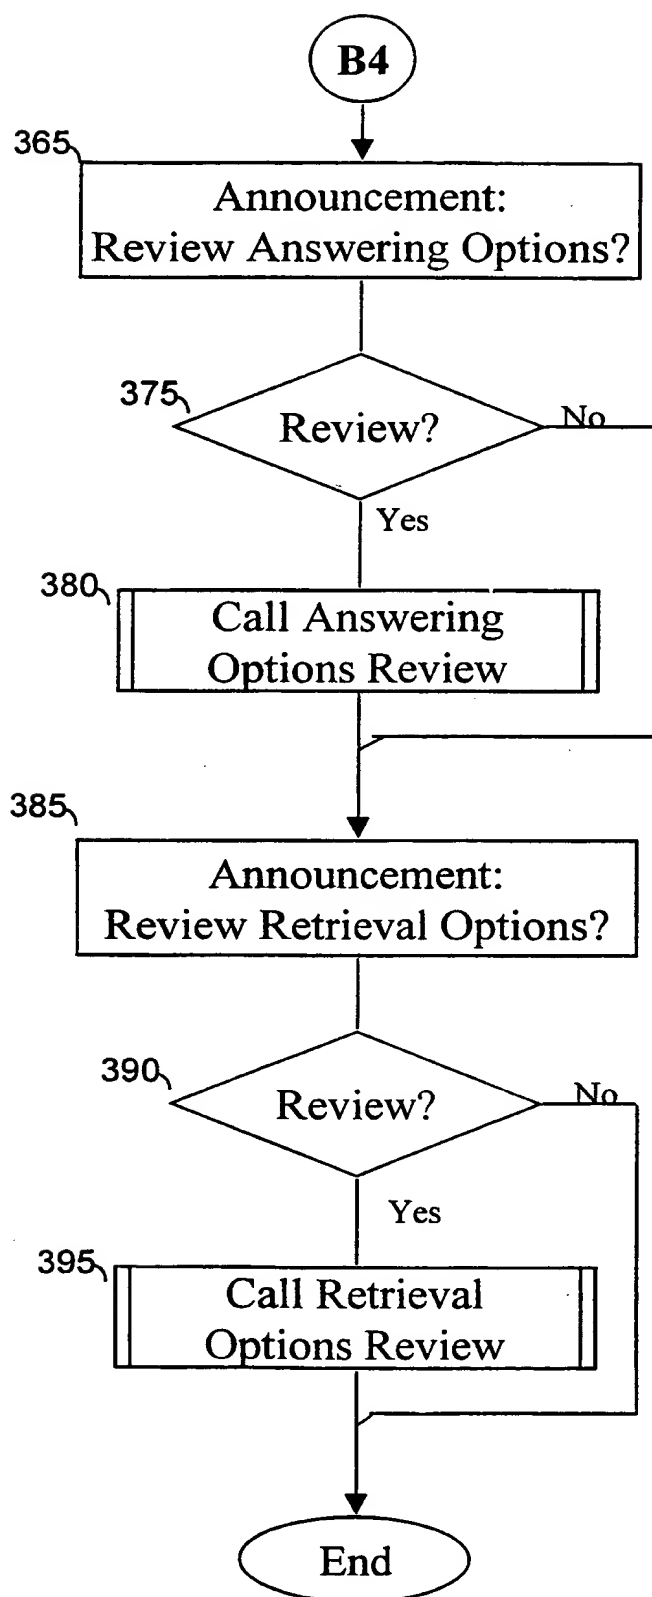 B4
365
Announcement:
Review Answering Options?
375
Review?
No
Yes
380
Call Answering
Options Review
385
Announcement:
Review Retrieval Options?
390
Review?
No
Yes
395
Call Retrieval
Options Review
End